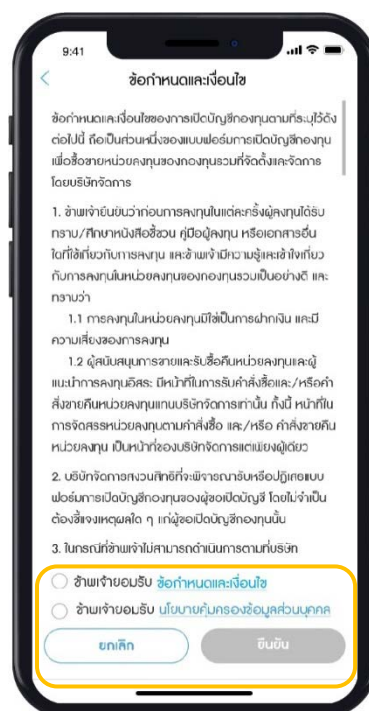 9:41
ข้อกำหนดและเงื่อนไข
ข้อกำหนดและเงื่อนไขของการเปิดบัญชีกองทุนตามที่ระบุไว้ดัง
ต่อไปนี้ ถือเป็นส่วนหนึ่งของแบบฟอร์มการเปิดบัญชีกองทุน
เพื่อซื้อขายหน่วยลงทุนของกองทุนรวมที่จัดตั้งและจัดการ
โดยบริษัทจัดการ
1. ข้าพเจ้ายืนยันว่าก่อนการลงทุนในแต่ละครั้งผู้ลงทุนได้รับ
ทราบ/ศึกษาหนังสือชี้ชวน คู่มือผู้ลงทุน หรือเอกสารอื่น
ใดที่ใช้เกี่ยวกับการลงทุน และข้าพเจ้ามีความรู้และเข้าใจเกี่ยว
กับการลงทุนในหน่วยลงทุนของกองทุนรวมเป็นอย่างดี และ
ทราบว่า
1.1 การลงทุนในหน่วยลงทุนมิใช่เป็นการฝากเงิน และมี
ความเสี่ยงของการลงทุน
1.2 ผู้สนับสนุนการขายและรับซื้อคืนหน่วยลงทุนและผู้
แนะนำการลงทุนอิสระ มีหน้าที่ในการรับคำสั่งซื้อและ/หรือคำ
สั่งขายคืนหน่วยลงทุนแทนบริษัทจัดการเท่านั้น ทั้งนี้ หน้าที่ใน
การจัดสรรหน่วยลงทุนตามคำสั่งซื้อ และ/หรือ คำสั่งขายคืน
หน่วยลงทุน เป็นหน้าที่ของบริษัทจัดการแต่เพียงผู้เดียว
2. บริษัทจัดการสงวนสิทธิที่จะพิจารณารับหรือปฏิเสธแบบ
ฟอร์มการเปิดบัญชีกองทุนของผู้ขอเปิดบัญชี โดยไม่จำเป็น
ต้องชี้แจงเหตุผลใด ๆ แก่ผู้ขอเปิดบัญชีกองทุนนั้น
3. ในกรณีที่ข้าพเจ้าไม่สามารถดำเนินการตามที่บริษัท
ข้าพเจ้ายอมรับ ข้อกำหนดและเงื่อนไข
ข้าพเจ้ายอมรับ นโยบายคุ้มครองข้อมูลส่วนบุคคล
ยกเลิก ยืนยัน